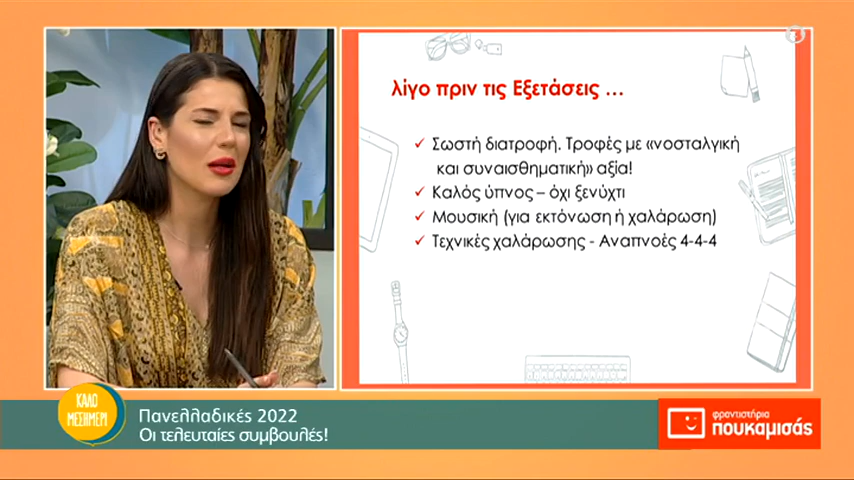 λίγο πριν τις Εξετάσεις ...
✓ Σωστή διατροφή. Τροφές με «νοσταλγική
και συναισθηματική» αξία!
✓ Καλός ύπνος – όχι ξενύχτι
✓ Μουσική (για εκτόνωση ή χαλάρωση)
✓ Τεχνικές χαλάρωσης - Αναπνοές 4-4-4
ΚΑΛΟ
ΜΕΣΗΜΕΡΙ
Πανελλαδικές 2022
Οι τελευταίες συμβουλές!
φροντιστήρια
πουκαμισάς